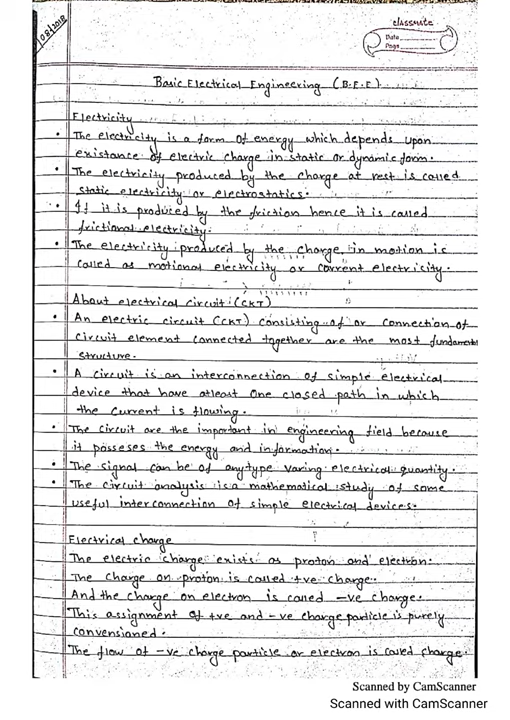 /08/2018
classmate
Date
Page
Basic Electrical Engineering (B.E.E)
Electricity
• The electricity is a form of energy which depends upon
existance of electric charge in static or dynamic form.
• The electricity produced by the charge at rest is called
static electricity or electrostatics.
• If it is produced by the friction hence it is called
frictional electricity.
• The electricity produced by the charge in motion is
called as motional electricity or current electricity.
About electrical circuit (CKT)
• An electric circuit (CKT) consisting of or connection of
circuit element connected together are the most fundamental
structure.
• A circuit is an interconnection of simple electrical
device that have atleast one closed path in which
the current is flowing.
• The circuit are the important in engineering field because
it posseses the energy and information.
• The signal can be of anytype varing electrical quantity.
• The circuit analysis is a mathematical study of some
useful interconnection of simple electrical devices.
Electrical charge
The electric charge exists as proton and electron.
The charge on proton is called +ve charge.
And the charge on electron is called -ve charge.
This assignment of +ve and -ve charge particle is purely
convensioned.
The flow of -ve charge particle or electron is called charge.
Scanned by CamScanner
Scanned with CamScanner